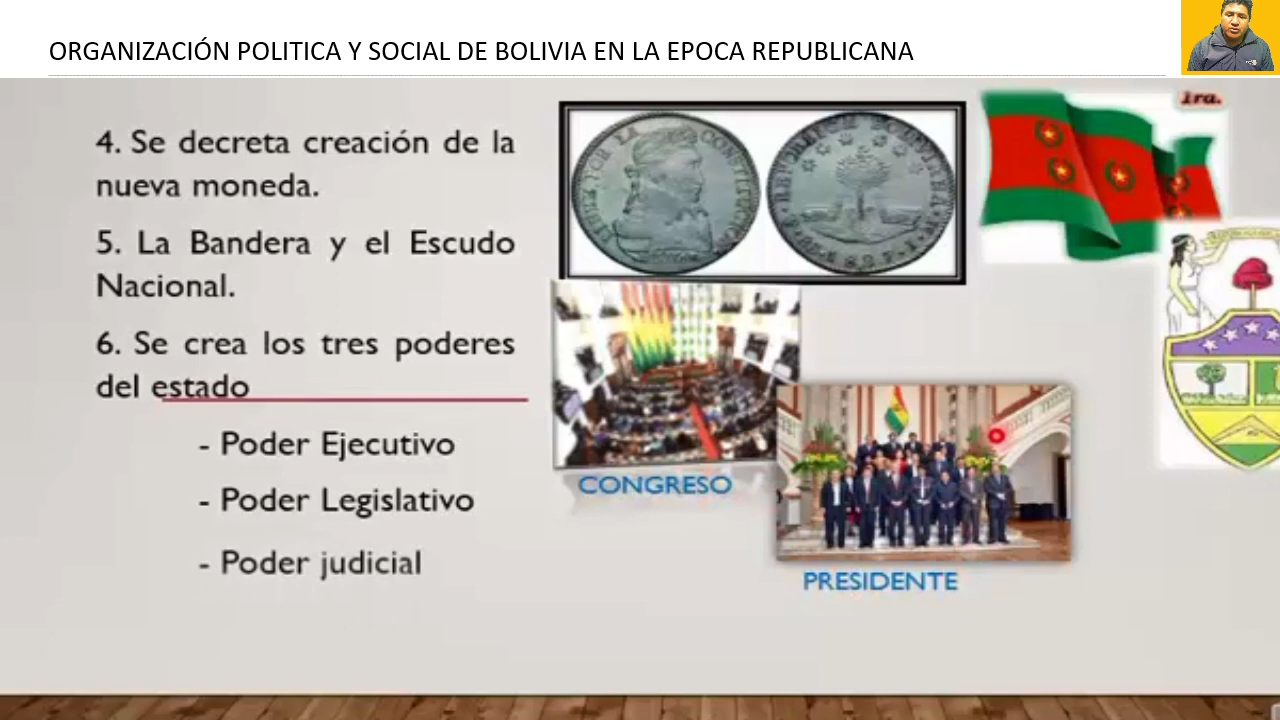 ORGANIZACIÓN POLITICA Y SOCIAL DE BOLIVIA EN LA EPOCA REPUBLICANA
4. Se decreta creación de la
nueva moneda.
5. La Bandera y el Escudo
Nacional.
6. Se crea los tres poderes
del estado
- Poder Ejecutivo
- Poder Legislativo
- Poder judicial
1ra.
CONGRESO
PRESIDENTE